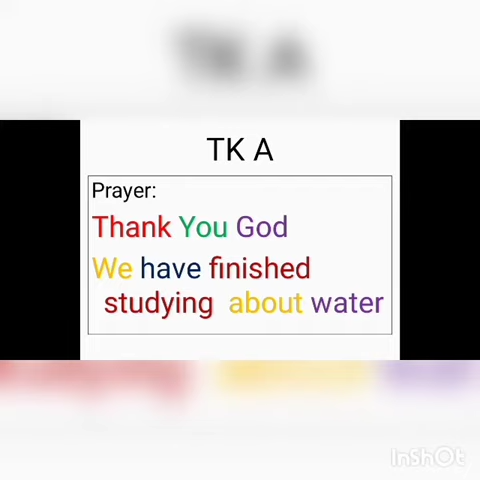 TK A
Prayer:
Thank You God
We have finished
studying about water
InShOt